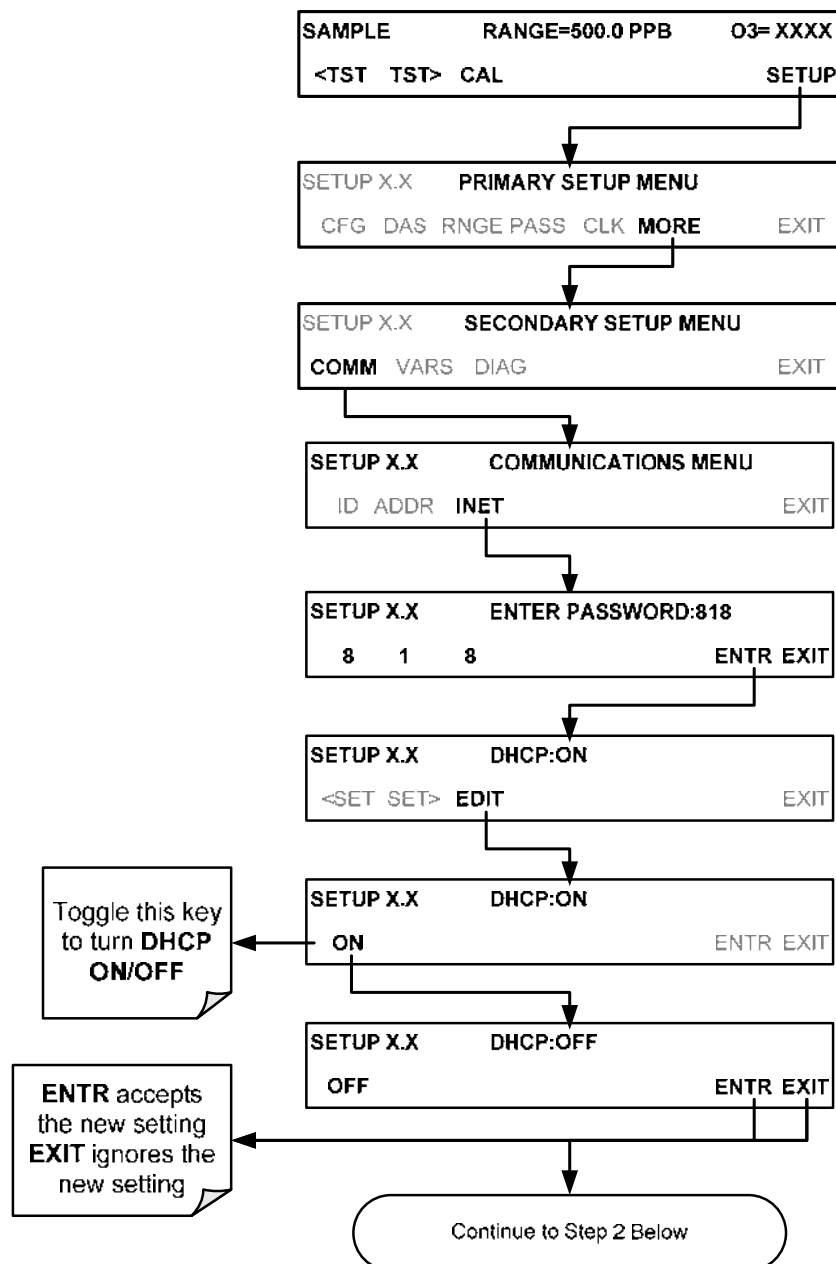 SAMPLE RANGE=500.0 PPB O3= XXXX
<TST TST> CAL SETUP
SETUP X.X PRIMARY SETUP MENU
CFG DAS RNGE PASS CLK MORE EXIT
SETUP X.X SECONDARY SETUP MENU
COMM VARS DIAG EXIT
SETUP X.X COMMUNICATIONS MENU
ID ADDR INET EXIT
SETUP X.X ENTER PASSWORD:818
8 1 8 ENTR EXIT
SETUP X.X DHCP:ON
<SET SET> EDIT EXIT
Toggle this key
to turn DHCP
ON/OFF
SETUP X.X DHCP:ON
ON ENTR EXIT
SETUP X.X DHCP:OFF
OFF ENTR EXIT
ENTR accepts
the new setting
EXIT ignores the
new setting
Continue to Step 2 Below